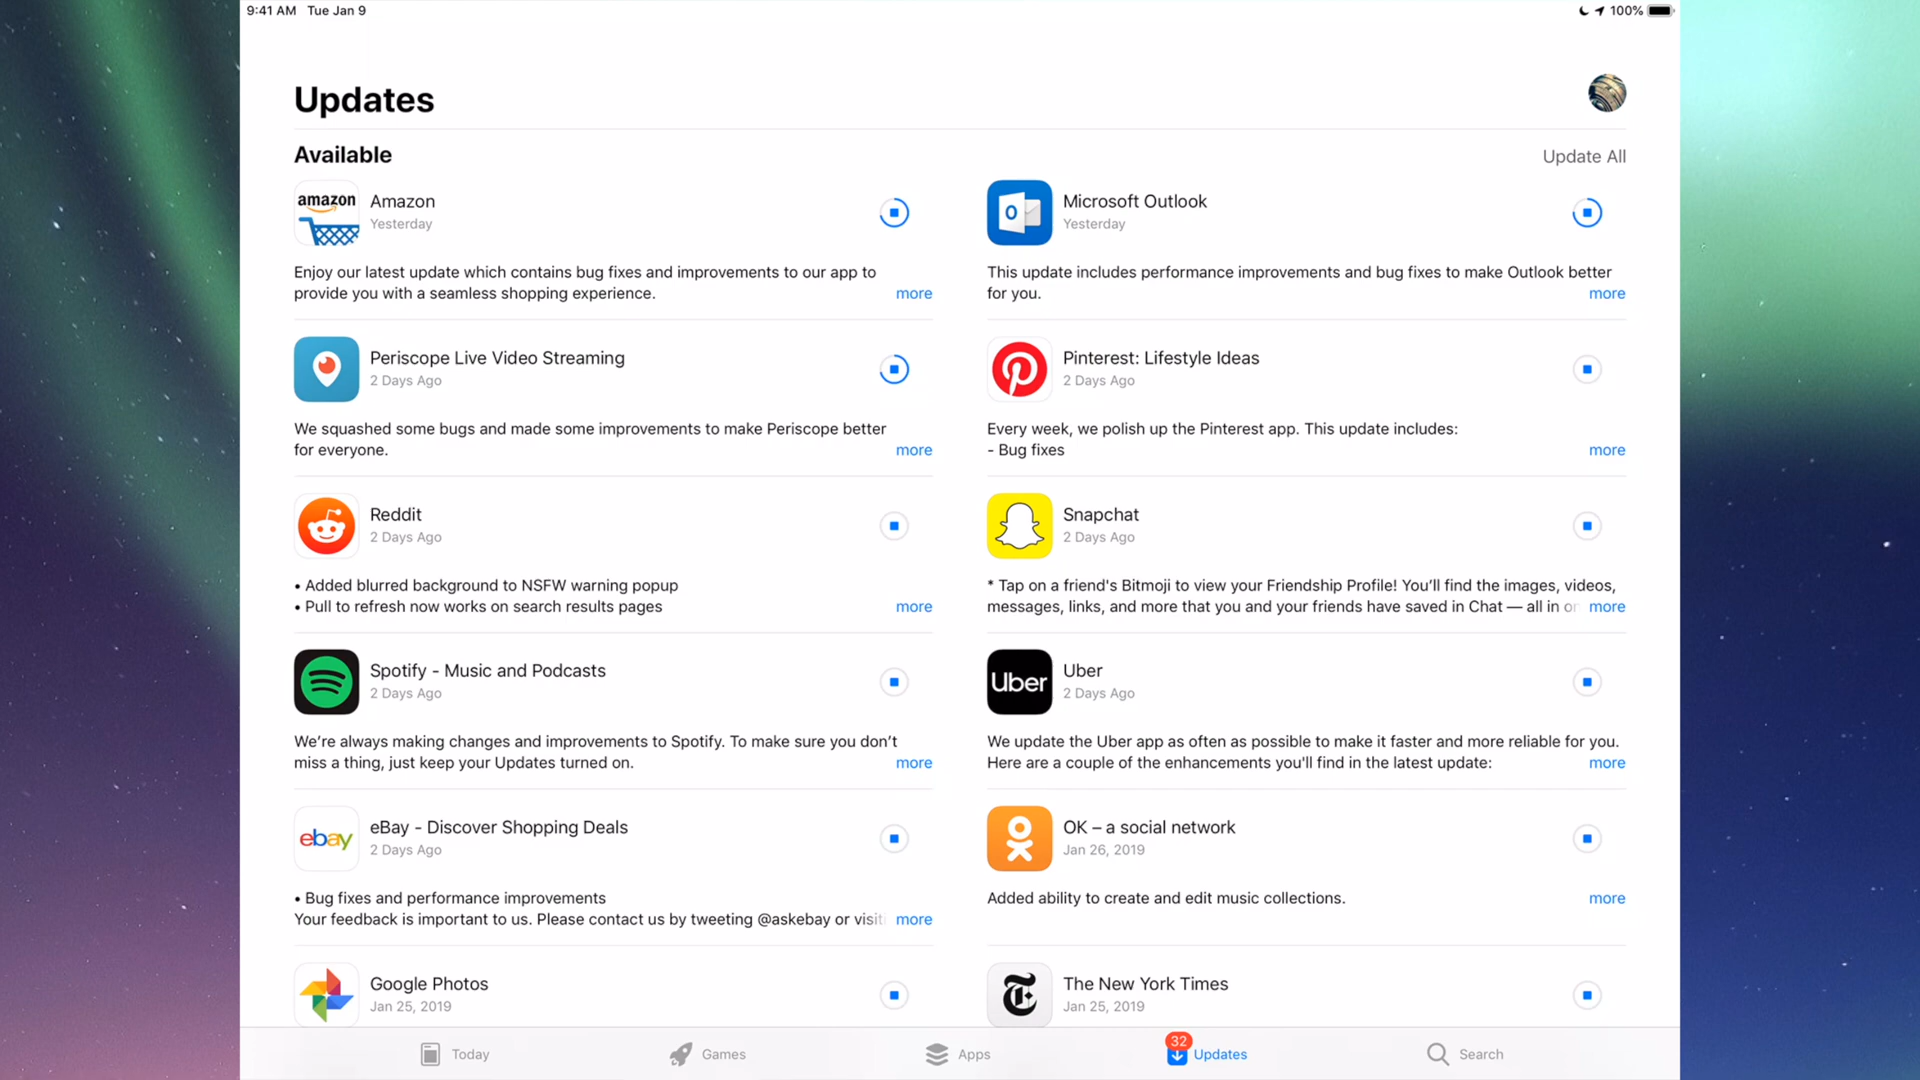 9:41 AM Tue Jan 9
100%
Updates
Available
Update All
amazon
Amazon
Yesterday
Enjoy our latest update which contains bug fixes and improvements to our app to
provide you with a seamless shopping experience.
more
Microsoft Outlook
Yesterday
This update includes performance improvements and bug fixes to make Outlook better
for you.
more
Periscope Live Video Streaming
2 Days Ago
We squashed some bugs and made some improvements to make Periscope better
for everyone.
more
Pinterest: Lifestyle Ideas
2 Days Ago
Every week, we polish up the Pinterest app. This update includes:
- Bug fixes
more
Reddit
2 Days Ago
• Added blurred background to NSFW warning popup
• Pull to refresh now works on search results pages
more
Snapchat
2 Days Ago
* Tap on a friend's Bitmoji to view your Friendship Profile! You’ll find the images, videos,
messages, links, and more that you and your friends have saved in Chat — all in
more
Spotify - Music and Podcasts
2 Days Ago
We’re always making changes and improvements to Spotify. To make sure you don’t
miss a thing, just keep your Updates turned on.
more
Uber
Uber
2 Days Ago
We update the Uber app as often as possible to make it faster and more reliable for you.
Here are a couple of the enhancements you'll find in the latest update:
more
ebay
eBay - Discover Shopping Deals
2 Days Ago
• Bug fixes and performance improvements
Your feedback is important to us. Please contact us by tweeting @askebay or
more
OK – a social network
Jan 26, 2019
Added ability to create and edit music collections.
more
Google Photos
Jan 25, 2019
The New York Times
Jan 25, 2019
Today
Games
Apps
32
Updates
Search